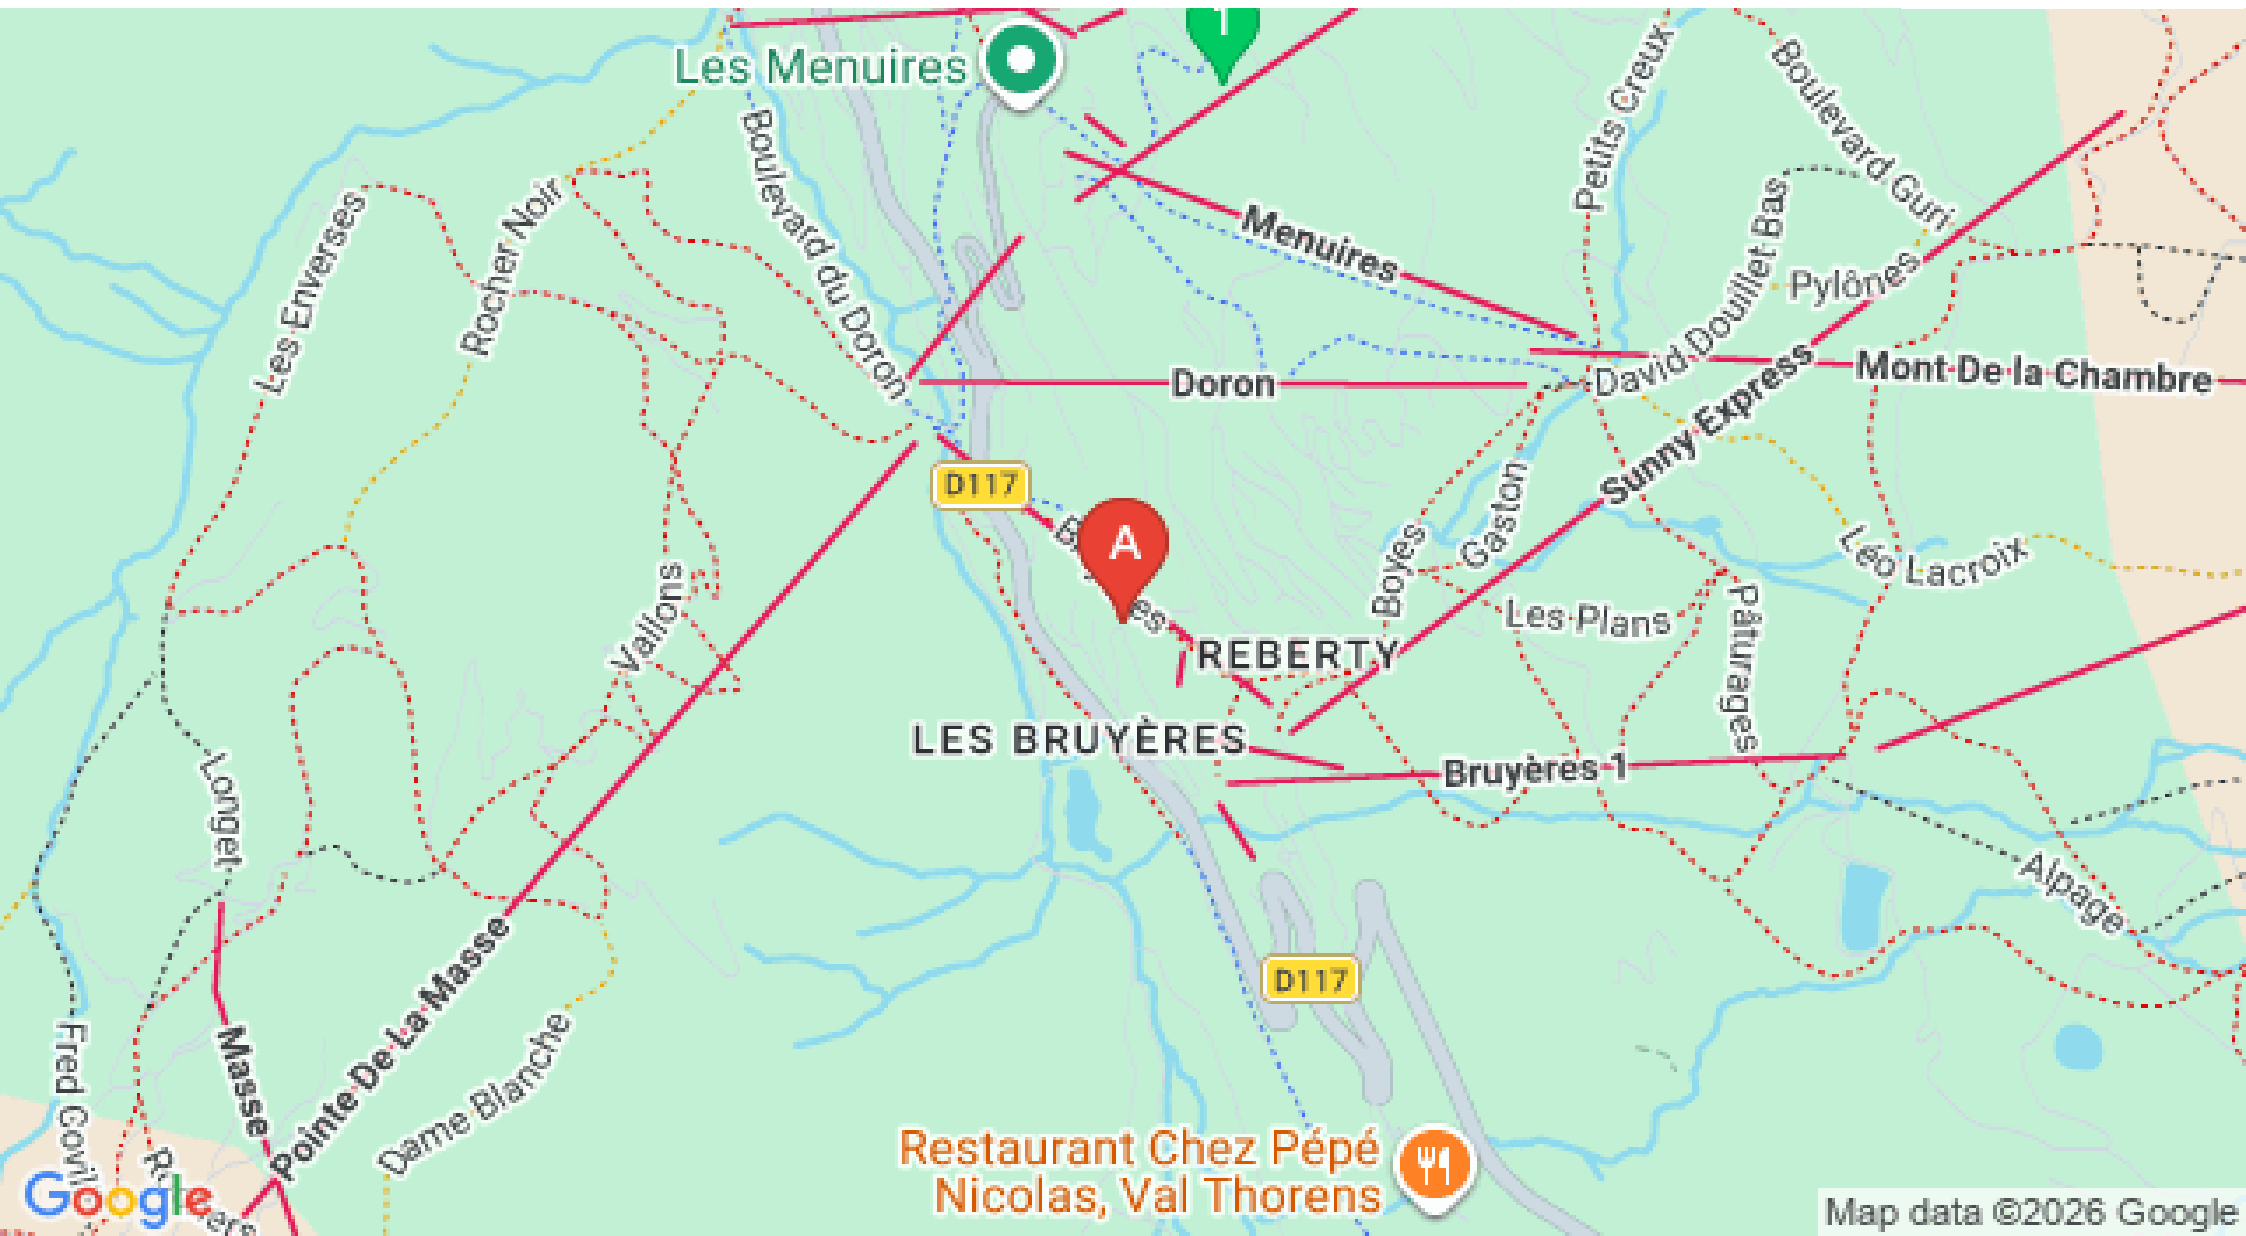 1
Les Menuires
Petits Creux
Boulevard Guri
Boulevard du Doron
Les Enverses
Rocher Noir
Menuires
David Douillet Bas
Pylônes
Doron
Mont De la Chambre
Sunny Express
D117
A
Gaston
Boyes
Léo Lacroix
Les Plans
Vallons
REBERTY
Pâturages
LES BRUYÈRES
Bruyères 1
Longet
Alpage
D117
Pointe De La Masse
Masse
Dame Blanche
Restaurant Chez Pépé
Nicolas, Val Thorens
Google
Map data ©2026 Google